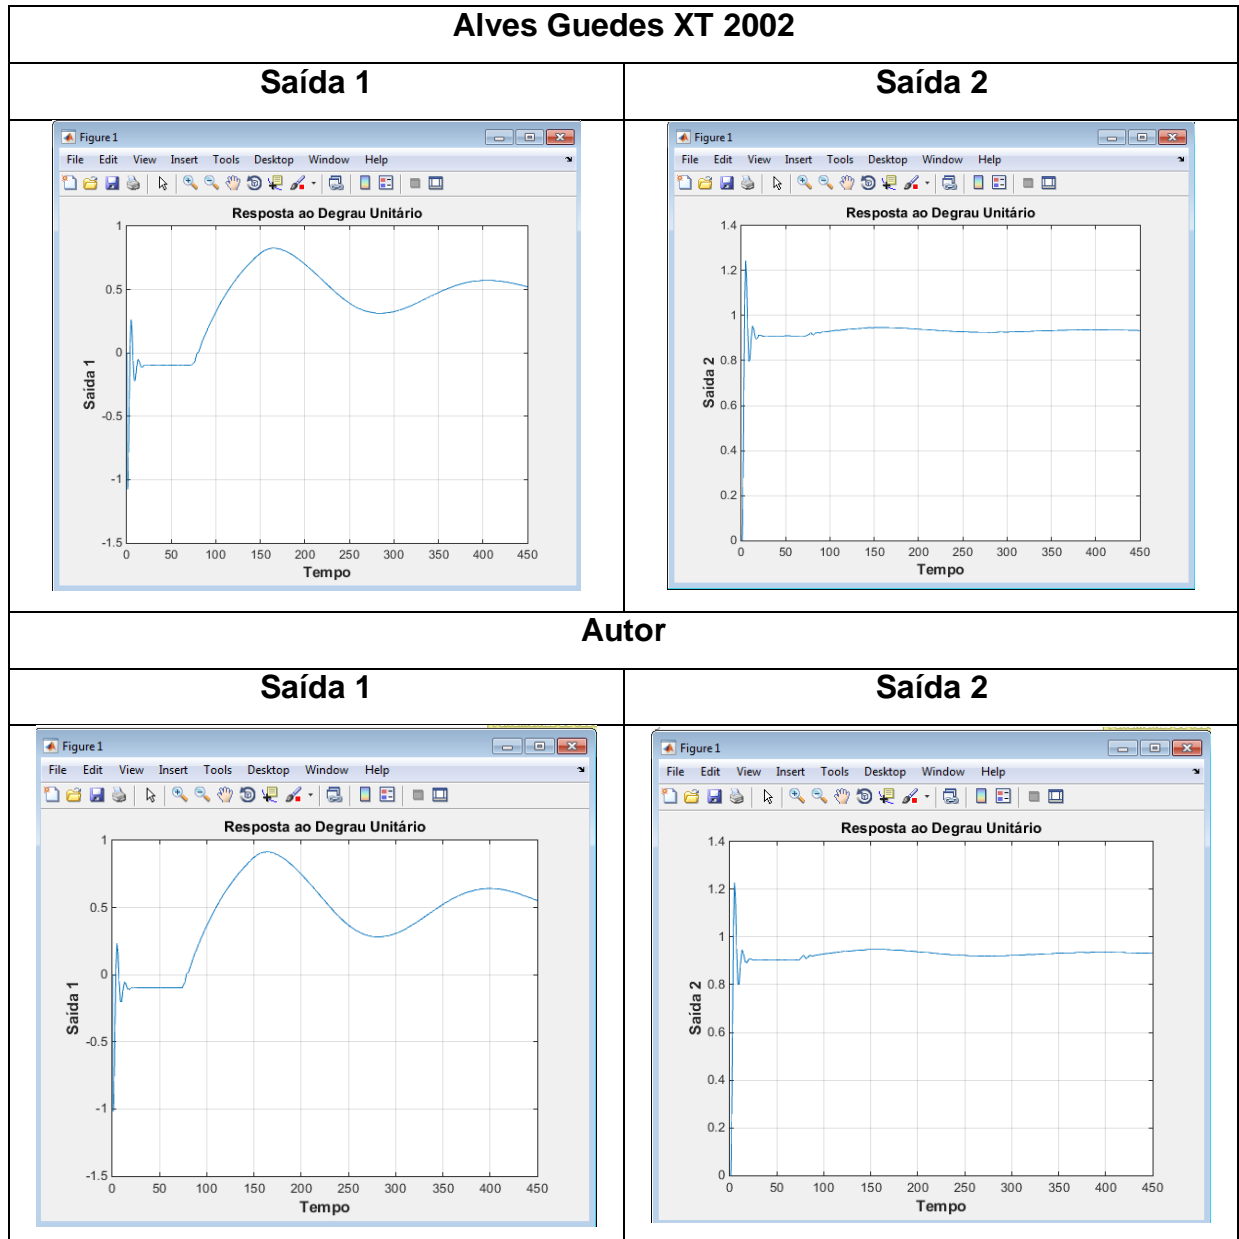 Alves Guedes XT 2002
Saída 1
Saída 2
Figure 1
File Edit View Insert Tools Desktop Window Help
Resposta ao Degrau Unitário
1
0.5
0
-0.5
-1
-1.5
Saída 1
0 50 100 150 200 250 300 350 400 450
Tempo
Figure 1
File Edit View Insert Tools Desktop Window Help
Resposta ao Degrau Unitário
1.4
1.2
1
0.8
0.6
0.4
0.2
0
Saída 2
0 50 100 150 200 250 300 350 400 450
Tempo
Autor
Saída 1
Saída 2
Figure 1
File Edit View Insert Tools Desktop Window Help
Resposta ao Degrau Unitário
1
0.5
0
-0.5
-1
-1.5
Saída 1
0 50 100 150 200 250 300 350 400 450
Tempo
Figure 1
File Edit View Insert Tools Desktop Window Help
Resposta ao Degrau Unitário
1.4
1.2
1
0.8
0.6
0.4
0.2
0
Saída 2
0 50 100 150 200 250 300 350 400 450
Tempo